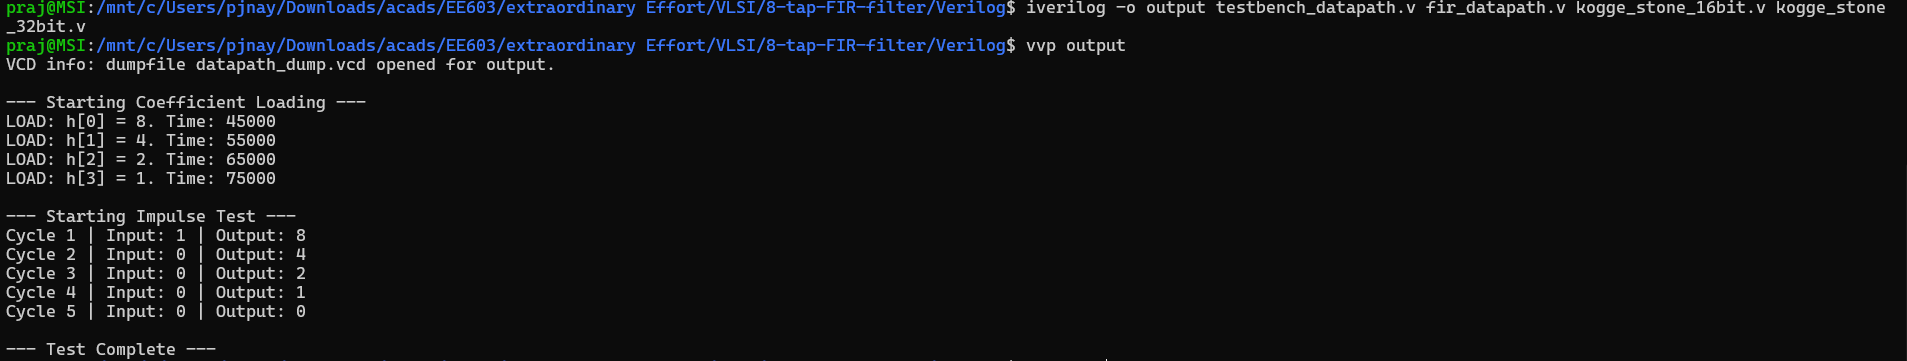 praj@MSI:/mnt/c/Users/pjnay/Downloads/acads/EE603/extraordinary Effort/VLSI/8-tap-FIR-filter/Verilog$ iverilog -o output testbench_datapath.v fir_datapath.v kogge_stone_16bit.v kogge_stone
_32bit.v
praj@MSI:/mnt/c/Users/pjnay/Downloads/acads/EE603/extraordinary Effort/VLSI/8-tap-FIR-filter/Verilog$ vvp output
VCD info: dumpfile datapath_dump.vcd opened for output.
--- Starting Coefficient Loading ---
LOAD: h[0] = 8. Time: 45000
LOAD: h[1] = 4. Time: 55000
LOAD: h[2] = 2. Time: 65000
LOAD: h[3] = 1. Time: 75000
--- Starting Impulse Test ---
Cycle 1 | Input: 1 | Output: 8
Cycle 2 | Input: 0 | Output: 4
Cycle 3 | Input: 0 | Output: 2
Cycle 4 | Input: 0 | Output: 1
Cycle 5 | Input: 0 | Output: 0
--- Test Complete ---